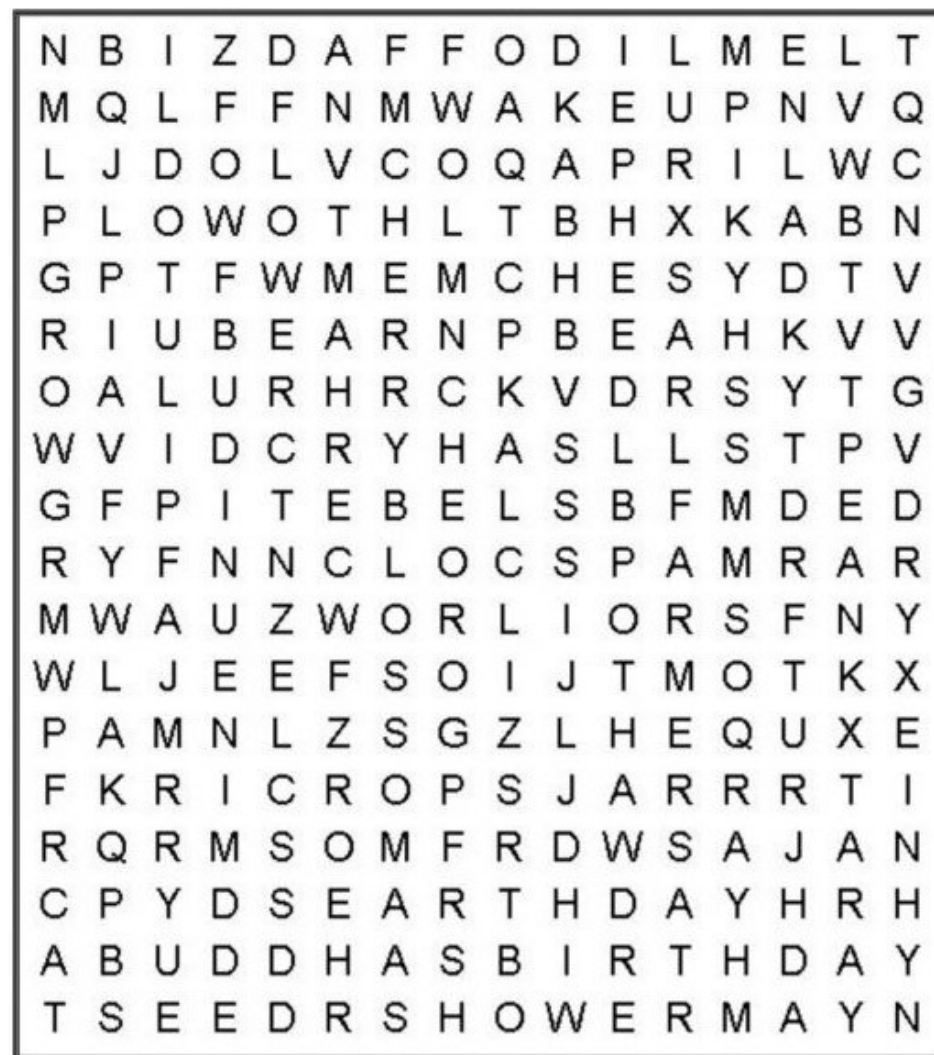 N B I Z D A F F O D I L M E L T
M Q L F F N M W A K E U P N V Q
L J D O L V C O Q A P R I L W C
P L O W O T H L T B H X K A B N
G P T F W M E M C H E S Y D T V
R I U B E A R N P B E A H K V V
O A L U R H R C K V D R S Y T G
W V I D C R Y H A S L L S T P V
G F P I T E B E L S B F M D E D
R Y F N N C L O C S P A M R A R
M W A U Z W O R L I O R S F N Y
W L J E E F S O I J T M O T K X
P A M N L Z S G Z L H E Q U X E
F K R I C R O P S J A R R R T I
R Q R M S O M F R D W S A J A N
C P Y D S E A R T H D A Y H R H
A B U D D H A S B I R T H D A Y
T S E E D R S H O W E R M A Y N